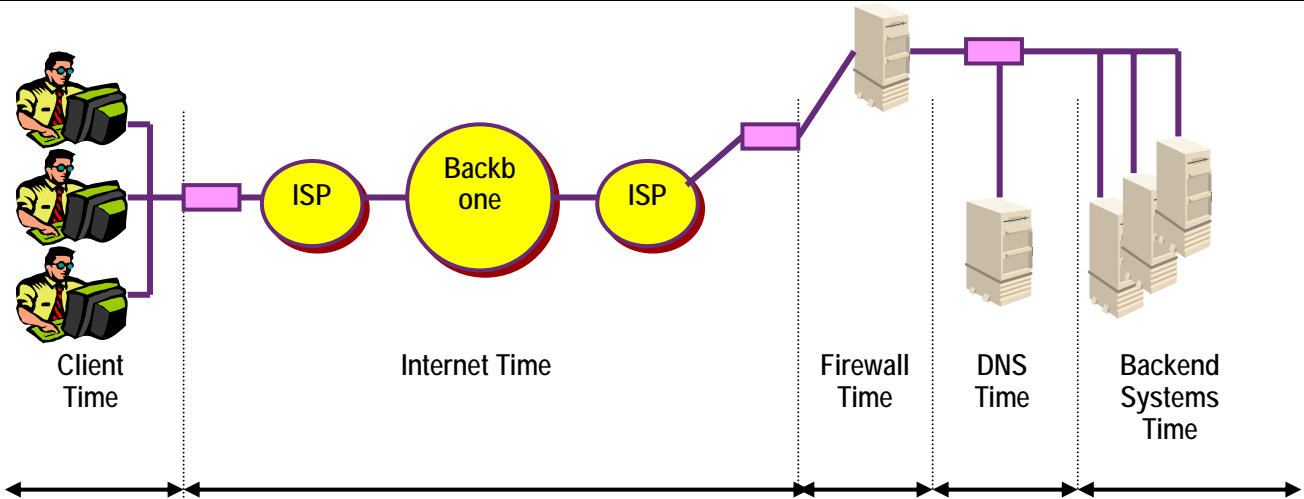 ISP
Backb
one
ISP
Client
Time
Internet Time
Firewall
Time
DNS
Time
Backend
Systems
Time